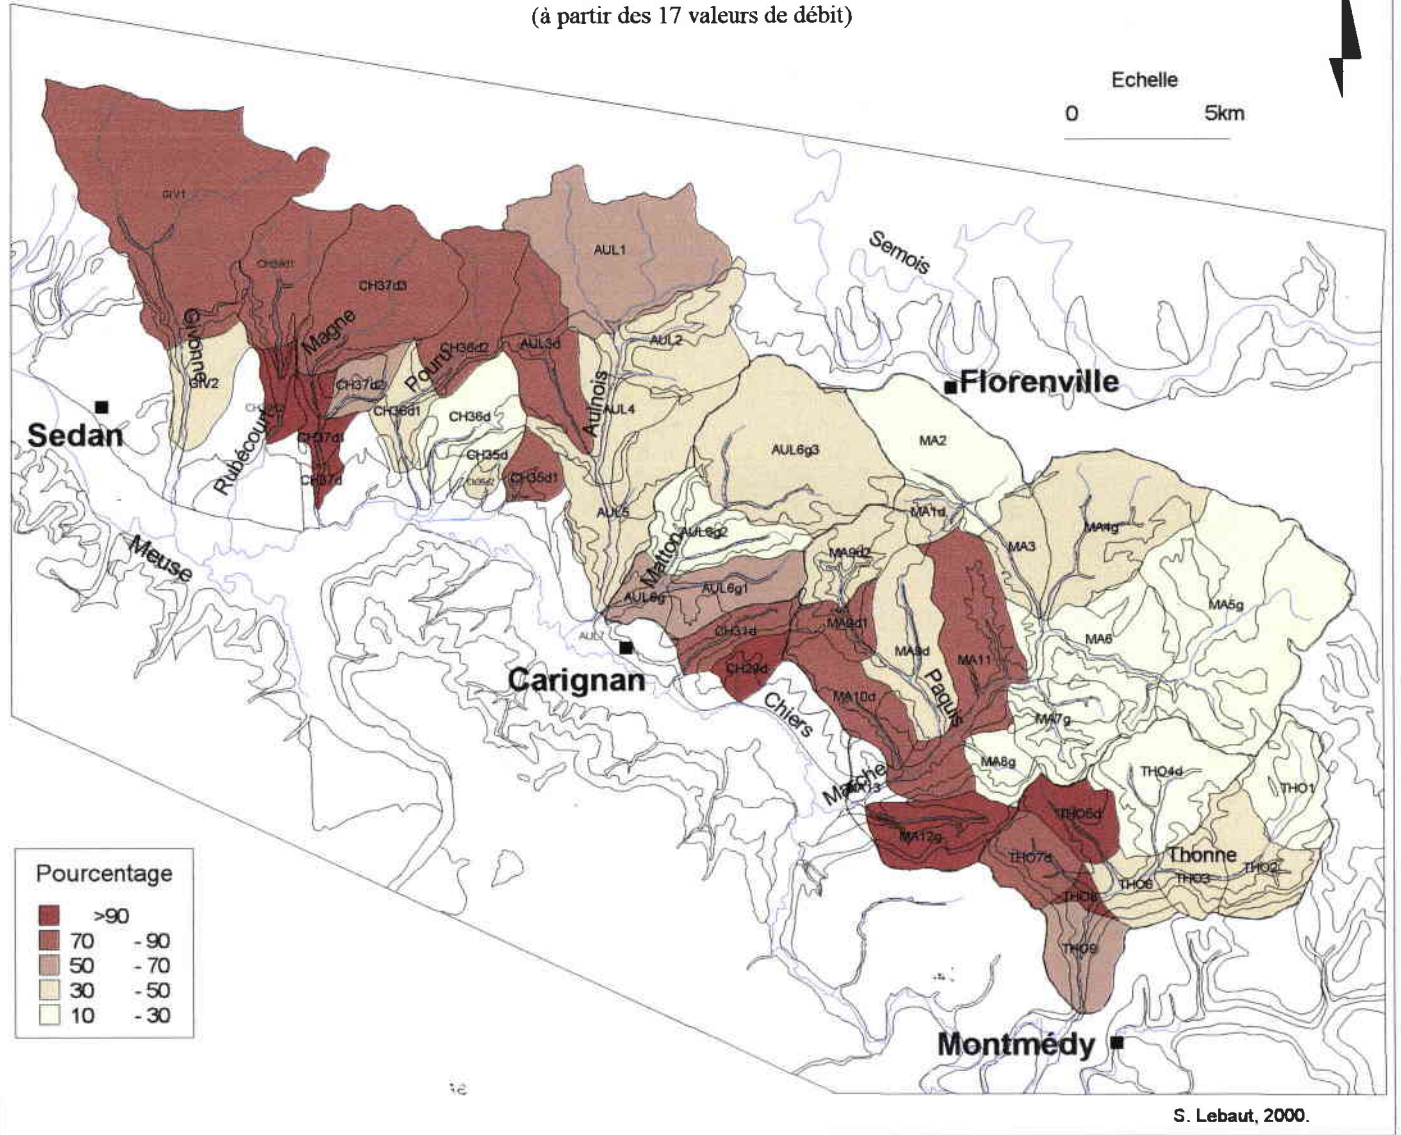 (à partir des 17 valeurs de débit)
Echelle
0 5km
GIV1
AUL1
Semois
CH37d3
Givonne
Magne
CH36d2
AUL3d
AUL2
Pouru
CH37d2
GIV2
Florenville
Sedan
Aulnois
AUL4
CH36d1
CH36d
MA2
Rubécourt
CH37d1
AUL6g3
CH35d
CH37d
CH35d2
CH35d1
AUL5
MA1d
MA4g
Meuse
Matton
AUL6g2
MA9d2
MA3
AUL6g
AUL6g1
MA5g
AUL7
CH31d
MA9d1
MA6
Carignan
CH29d
MA9d
MA11
Chiers
MA10d
Paquis
MA7g
MA8g
THO4d
Marche
MA13
THO1
THO5d
MA12g
THO7d
Thonne
THO6
THO3
THO2
THO8
THO9
Pourcentage
>90
70 - 90
50 - 70
30 - 50
10 - 30
Montmédy
S. Lebaut, 2000.